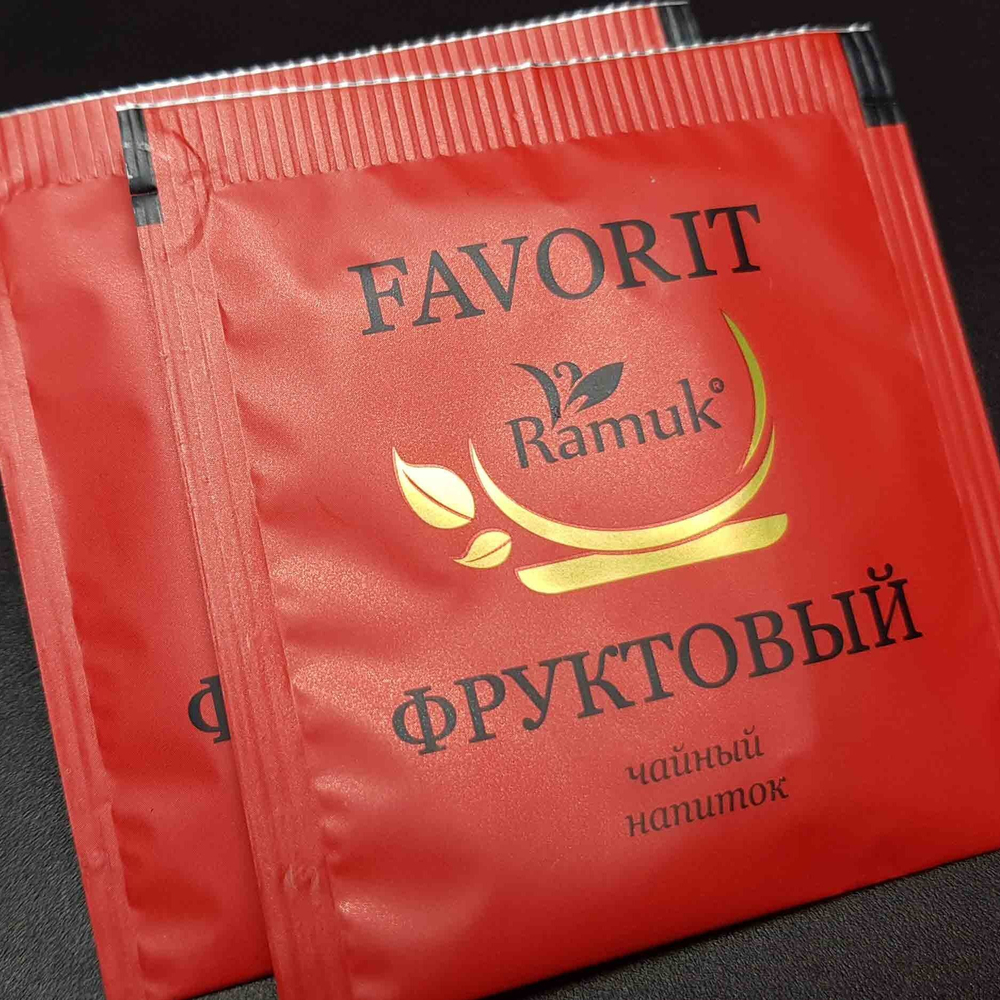 FAVORIT
Ramuk®
ФРУКТОВЫЙ
чайный
напиток
Ф